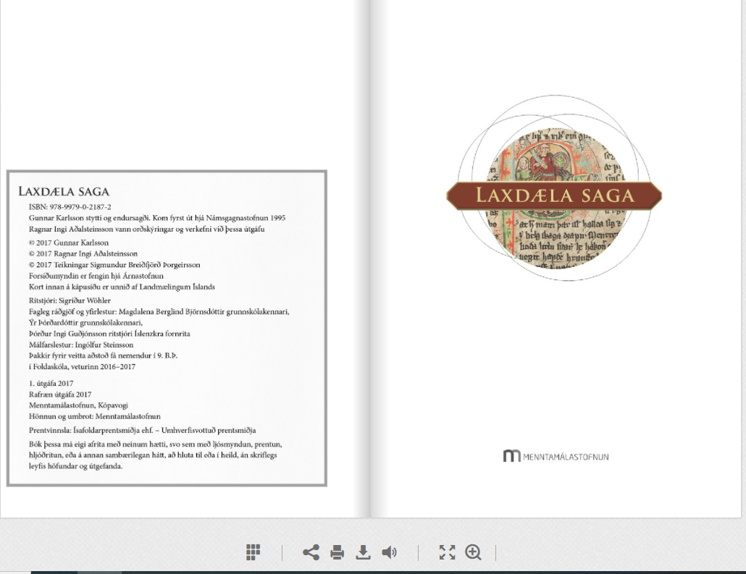 LAXDÆLA SAGA
ISBN: 978-9979-0-2187-2
Gunnar Karlsson stytti og endursagði. Kom fyrst út hjá Námsgagnastofnun 1995
Ragnar Ingi Aðalsteinsson vann orðskýringar og verkefni við þessa útgáfu
© 2017 Gunnar Karlsson
© 2017 Ragnar Ingi Aðalsteinsson
© 2017 Teikningar Sigmundur Breiðfjörð Þorgeirsson
Forsíðumyndin er fengin hjá Árnastofnun
Kort innan á kápusíðu er unnið af Landmælingum Íslands
Ritstjóri: Sigríður Wöhler
Fagleg ráðgjöf og yfirlestur: Magdalena Berglind Björnsdóttir grunnskólakennari,
Ýr Þórðardóttir grunnskólakennari,
Þórður Ingi Guðjónsson ritstjóri Íslenzkra fornrita
Málfarslestur: Ingólfur Steinsson
Þakkir fyrir veitta aðstoð fá nemendur í 9. B.Þ.
í Foldaskóla, veturinn 2016–2017
1. útgáfa 2017
Rafræn útgáfa 2017
Menntamálastofnun, Kópavogi
Hönnun og umbrot: Menntamálastofnun
Prentvinnsla: Ísafoldarprentsmiðja ehf. – Umhverfisvottuð prentsmiðja
Bók þessa má eigi afrita með neinum hætti, svo sem með ljósmyndun, prentun,
hljóðritun, eða á annan sambærilegan hátt, að hluta til eða í heild, án skriflegs
leyfis höfundar og útgefanda.
LAXDÆLA SAGA
MENNTAMÁLASTOFNUN